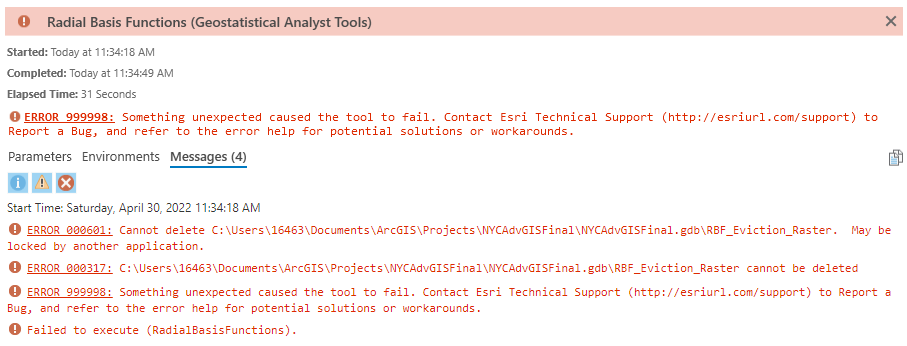 Radial Basis Functions (Geostatistical Analyst Tools)
Started: Today at 11:34:18 AM
Completed: Today at 11:34:49 AM
Elapsed Time: 31 Seconds
ERROR 999998: Something unexpected caused the tool to fail. Contact Esri Technical Support (http://esriurl.com/support) to
Report a Bug, and refer to the error help for potential solutions or workarounds.
Parameters Environments Messages (4)
Start Time: Saturday, April 30, 2022 11:34:18 AM
ERROR 000601: Cannot delete C:\Users\16463\Documents\ArcGIS\Projects\NYCAdvGISFinal\NYCAdvGISFinal.gdb\RBF_Eviction_Raster. May be
locked by another application.
ERROR 000317: C:\Users\16463\Documents\ArcGIS\Projects\NYCAdvGISFinal\NYCAdvGISFinal.gdb\RBF_Eviction_Raster cannot be deleted
ERROR 999998: Something unexpected caused the tool to fail. Contact Esri Technical Support (http://esriurl.com/support) to Report a
Bug, and refer to the error help for potential solutions or workarounds.
Failed to execute (RadialBasisFunctions).